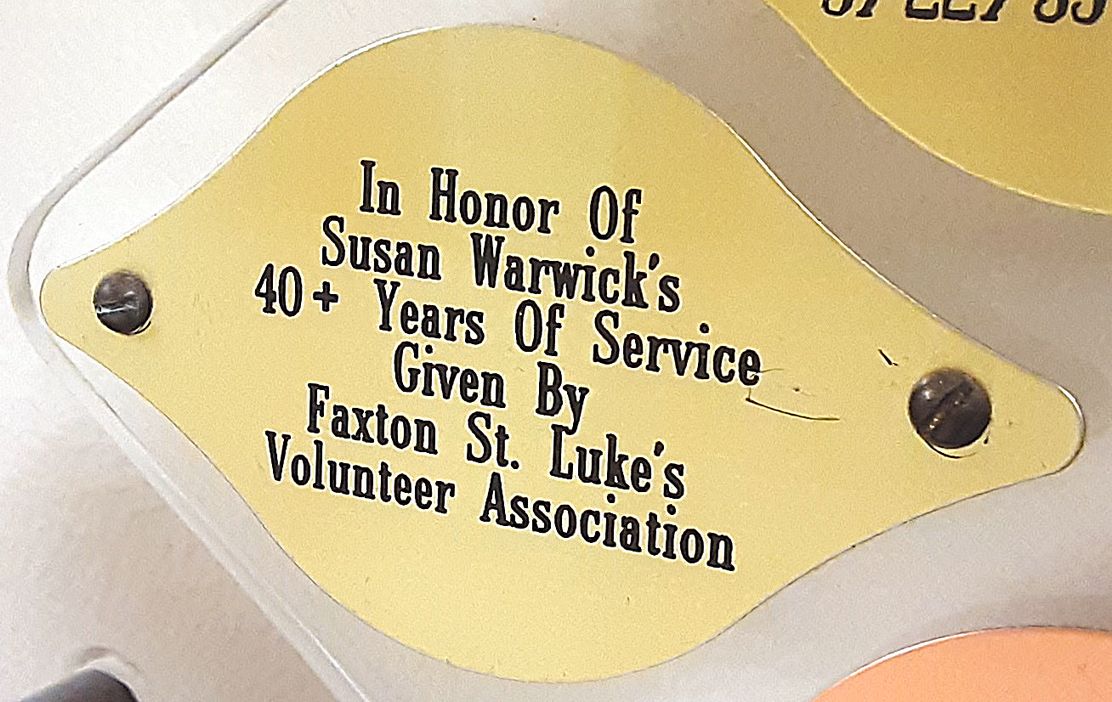 In Honor Of
Susan Warwick's
40+ Years Of Service
Given By
Faxton St. Luke's
Volunteer Association